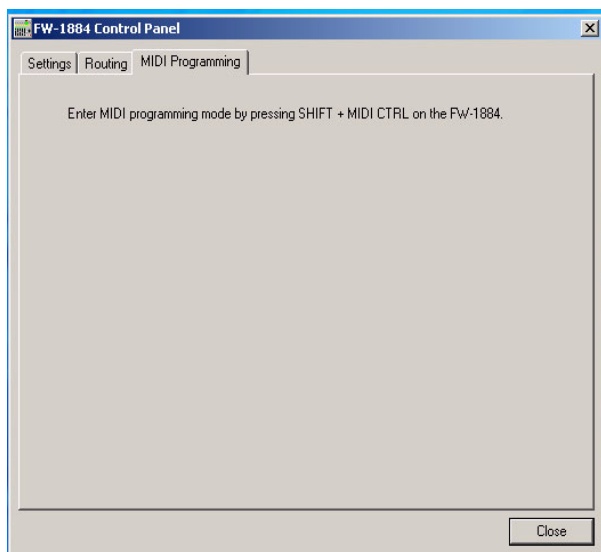 FW-1884 Control Panel
Settings Routing MIDI Programming
Enter MIDI programming mode by pressing SHIFT + MIDI CTRL on the FW-1884.
Close